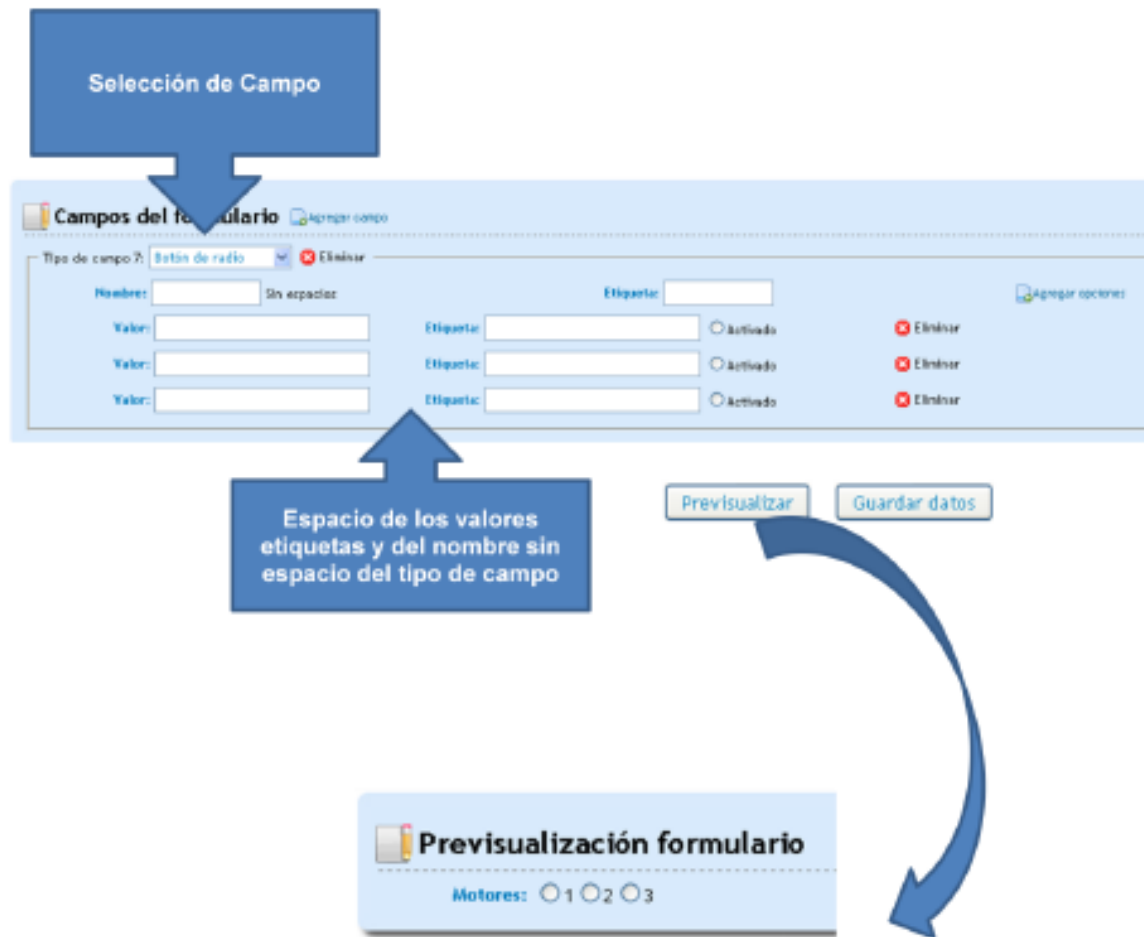 Selección de Campo
Campos del formulario Agregar campo
Tipo de campo 7: Botón de radio Eliminar
Nombre: Sin espacios Etiqueta: Agregar opciones
Valor: Etiqueta: Activado Eliminar
Valor: Etiqueta: Activado Eliminar
Valor: Etiqueta: Activado Eliminar
Espacio de los valores
etiquetas y del nombre sin
espacio del tipo de campo
Previsualizar Guardar datos
Previsualización formulario
Motores: 1 2 3